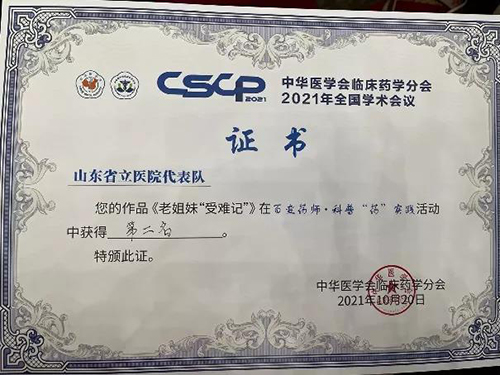 CSCP 2021
中华医学会临床药学分会
2021年全国学术会议
证书
山东省立医院代表队
您的作品《老姐妹“受难记”》在百变药师·科普“药”实践活动
中获得 第二名 。
特颁此证。
中华医学会临床药学分会
2021年10月20日